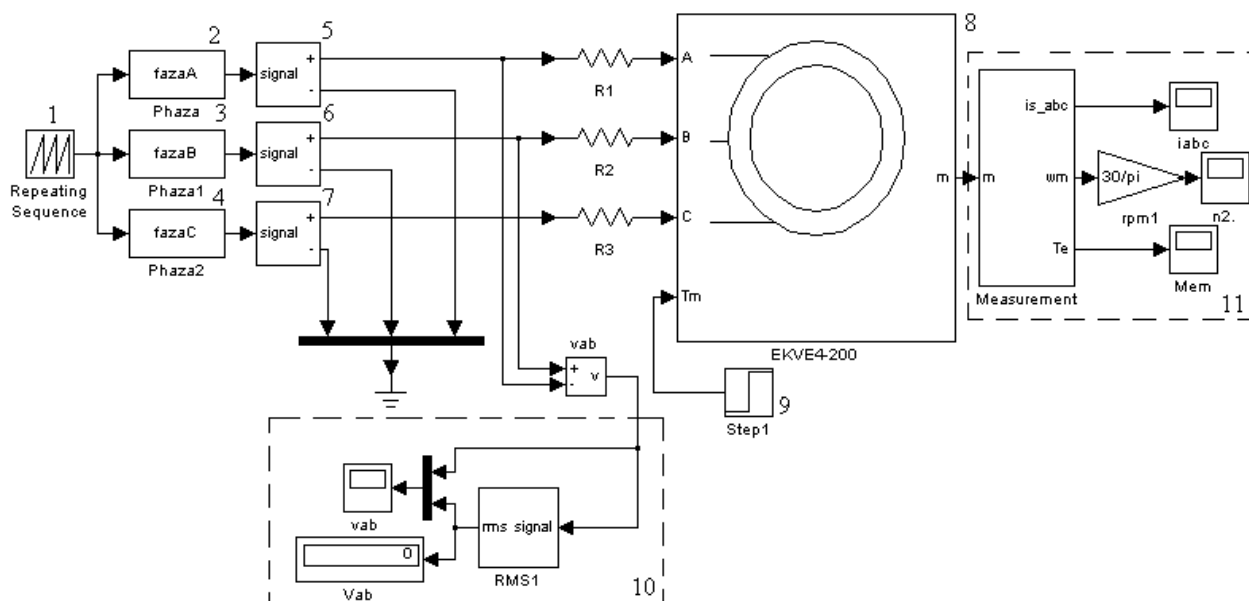 1
Repeating
Sequence
2
fazaA
Phaza
3
fazaB
Phaza1
4
fazaC
Phaza2
5
signal
+
-
6
signal
+
-
7
signal
+
-
R1
R2
R3
8
A
B
C
Tm
m
EKVE4-200
m
is_abc
wm
Te
Measurement
iabc
30/pi
rpm1
n2.
Mem
11
vab
+
-
v
Step1
9
vab
rms signal
RMS1
0
Vab
10